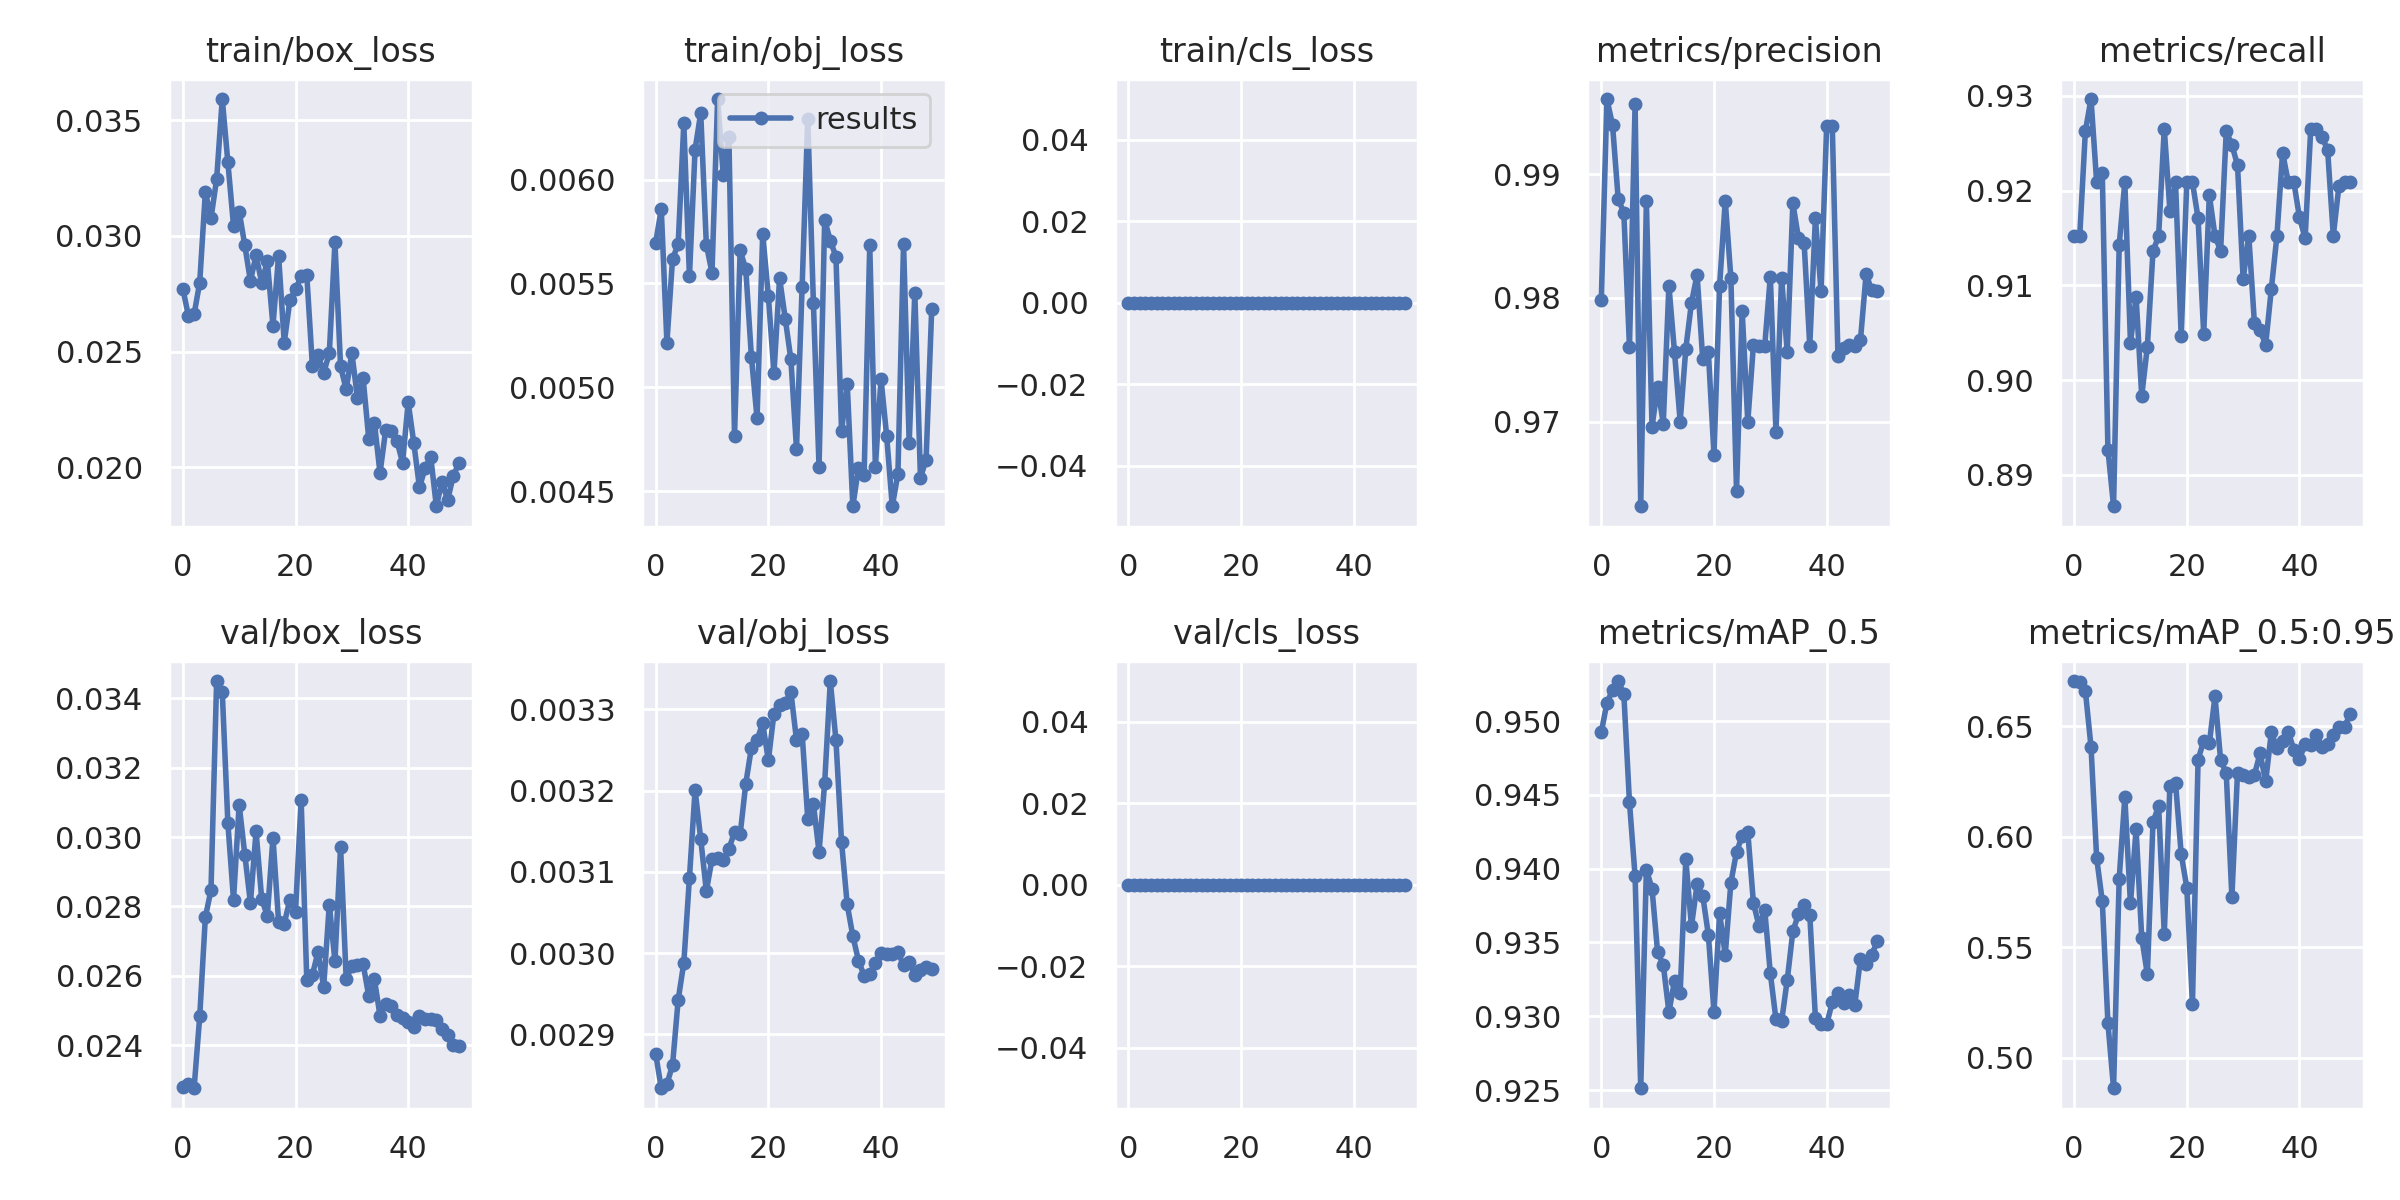 train/box_loss
0.035
0.030
0.025
0.020
0 20 40
train/obj_loss
results
0.0060
0.0055
0.0050
0.0045
0 20 40
train/cls_loss
0.04
0.02
0.00
−0.02
−0.04
0 20 40
metrics/precision
0.99
0.98
0.97
0 20 40
metrics/recall
0.93
0.92
0.91
0.90
0.89
0 20 40
val/box_loss
0.034
0.032
0.030
0.028
0.026
0.024
0 20 40
val/obj_loss
0.0033
0.0032
0.0031
0.0030
0.0029
0 20 40
val/cls_loss
0.04
0.02
0.00
−0.02
−0.04
0 20 40
metrics/mAP_0.5
0.950
0.945
0.940
0.935
0.930
0.925
0 20 40
metrics/mAP_0.5:0.95
0.65
0.60
0.55
0.50
0 20 40